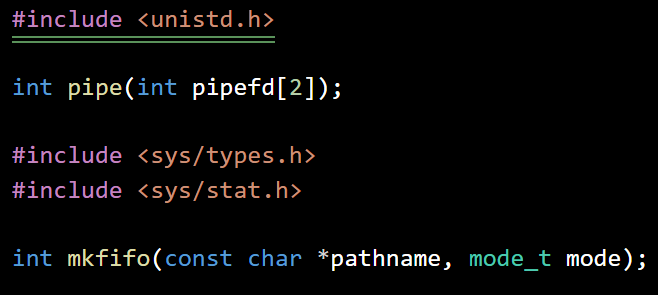 #include <unistd.h>
int pipe(int pipefd[2]);
#include <sys/types.h>
#include <sys/stat.h>
int mkfifo(const char *pathname, mode_t mode);